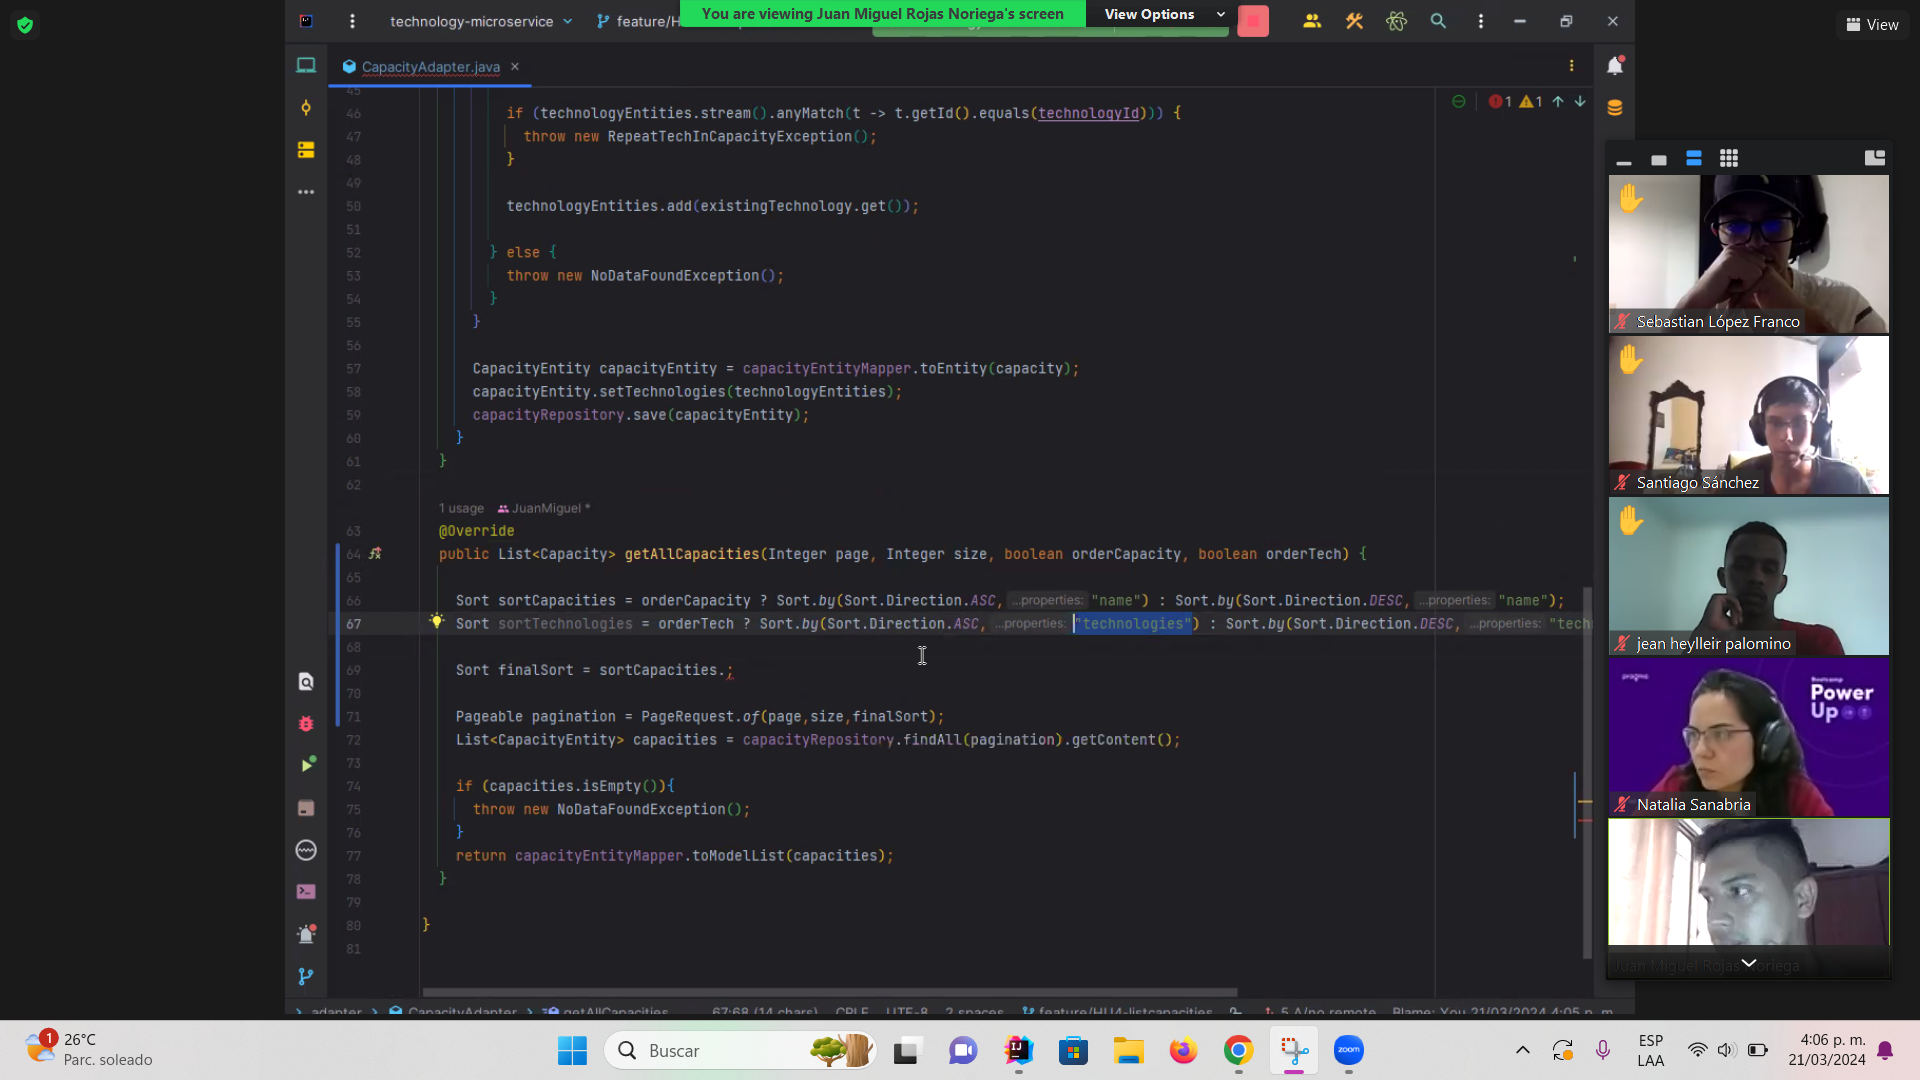 You are viewing Juan Miguel Rojas Noriega's screen
View Options
View
technology-microservice
feature/H
CapacityAdapter.java
1 1
45
46 if (technologyEntities.stream().anyMatch(t -> t.getId().equals(technologyId))) {
47 throw new RepeatTechInCapacityException();
48 }
49
50 technologyEntities.add(existingTechnology.get());
51
52 } else {
53 throw new NoDataFoundException();
54 }
55 }
56
57 CapacityEntity capacityEntity = capacityEntityMapper.toEntity(capacity);
58 capacityEntity.setTechnologies(technologyEntities);
59 capacityRepository.save(capacityEntity);
60 }
61 }
62
1 usage JuanMiguel *
63 @Override
64 public List<Capacity> getAllCapacities(Integer page, Integer size, boolean orderCapacity, boolean orderTech) {
65
66 Sort sortCapacities = orderCapacity ? Sort.by(Sort.Direction.ASC, ...properties: "name") : Sort.by(Sort.Direction.DESC, ...properties: "name");
67 Sort sortTechnologies = orderTech ? Sort.by(Sort.Direction.ASC, ...properties: "technologies") : Sort.by(Sort.Direction.DESC, ...properties: "tech
68
69 Sort finalSort = sortCapacities.;
70
71 Pageable pagination = PageRequest.of(page,size,finalSort);
72 List<CapacityEntity> capacities = capacityRepository.findAll(pagination).getContent();
73
74 if (capacities.isEmpty()){
75 throw new NoDataFoundException();
76 }
77 return capacityEntityMapper.toModelList(capacities);
78 }
79
80 }
81
adapter > CapacityAdapter > getAllCapacities 67:68 (14 chars) CRLF UTF-8 2 spaces feature/HU4-listcapacities 5 Δ/no remote Blame: You 21/03/2024 4:05 p. m.
Sebastian López Franco
Santiago Sánchez
jean heylleir palomino
pragma
Bootcamp
Power
Up
Natalia Sanabria
Juan Miguel Rojas Noriega
1
26°C
Parc. soleado
Buscar
zoom
ESP
LAA
4:06 p. m.
21/03/2024